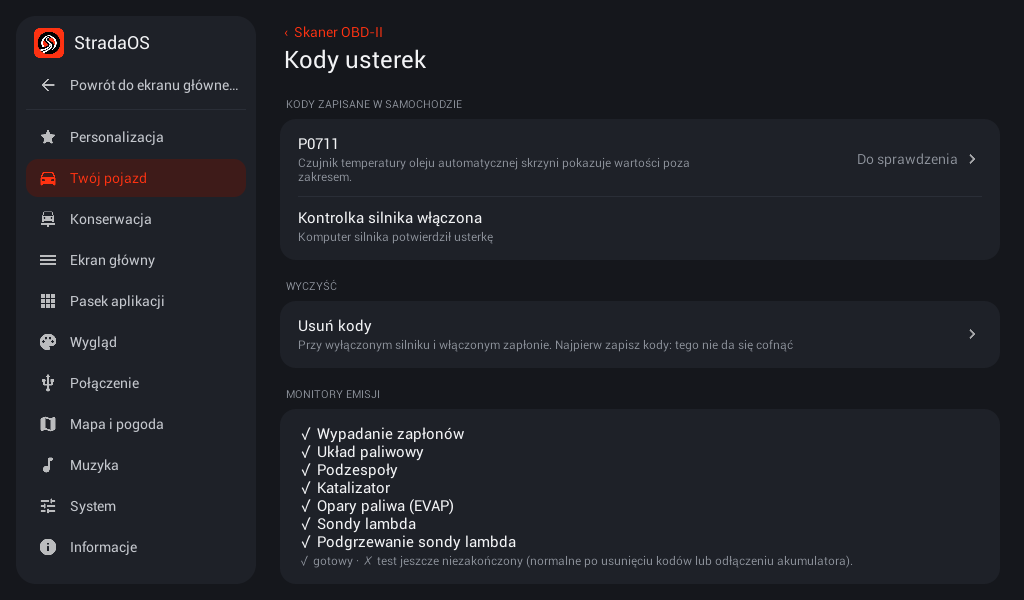 StradaOS
Powrót do ekranu główne...
Personalizacja
Twój pojazd
Konserwacja
Ekran główny
Pasek aplikacji
Wygląd
Połączenie
Mapa i pogoda
Muzyka
System
Informacje
‹ Skaner OBD-II
Kody usterek
KODY ZAPISANE W SAMOCHODZIE
P0711
Czujnik temperatury oleju automatycznej skrzyni pokazuje wartości poza
zakresem.
Do sprawdzenia
Kontrolka silnika włączona
Komputer silnika potwierdził usterkę
WYCZYŚĆ
Usuń kody
Przy wyłączonym silniku i włączonym zapłonie. Najpierw zapisz kody: tego nie da się cofnąć
MONITORY EMISJI
✓ Wypadanie zapłonów
✓ Układ paliwowy
✓ Podzespoły
✓ Katalizator
✓ Opary paliwa (EVAP)
✓ Sondy lambda
✓ Podgrzewanie sondy lambda
✓ gotowy · ✗ test jeszcze niezakończony (normalne po usunięciu kodów lub odłączeniu akumulatora).